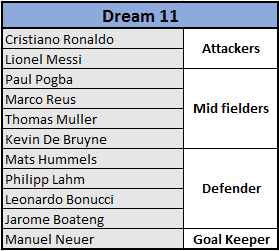 Dream 11
Cristiano Ronaldo
Lionel Messi
Attackers
Paul Pogba
Marco Reus
Thomas Muller
Kevin De Bruyne
Mid fielders
Mats Hummels
Philipp Lahm
Leonardo Bonucci
Jarome Boateng
Defender
Manuel Neuer
Goal Keeper